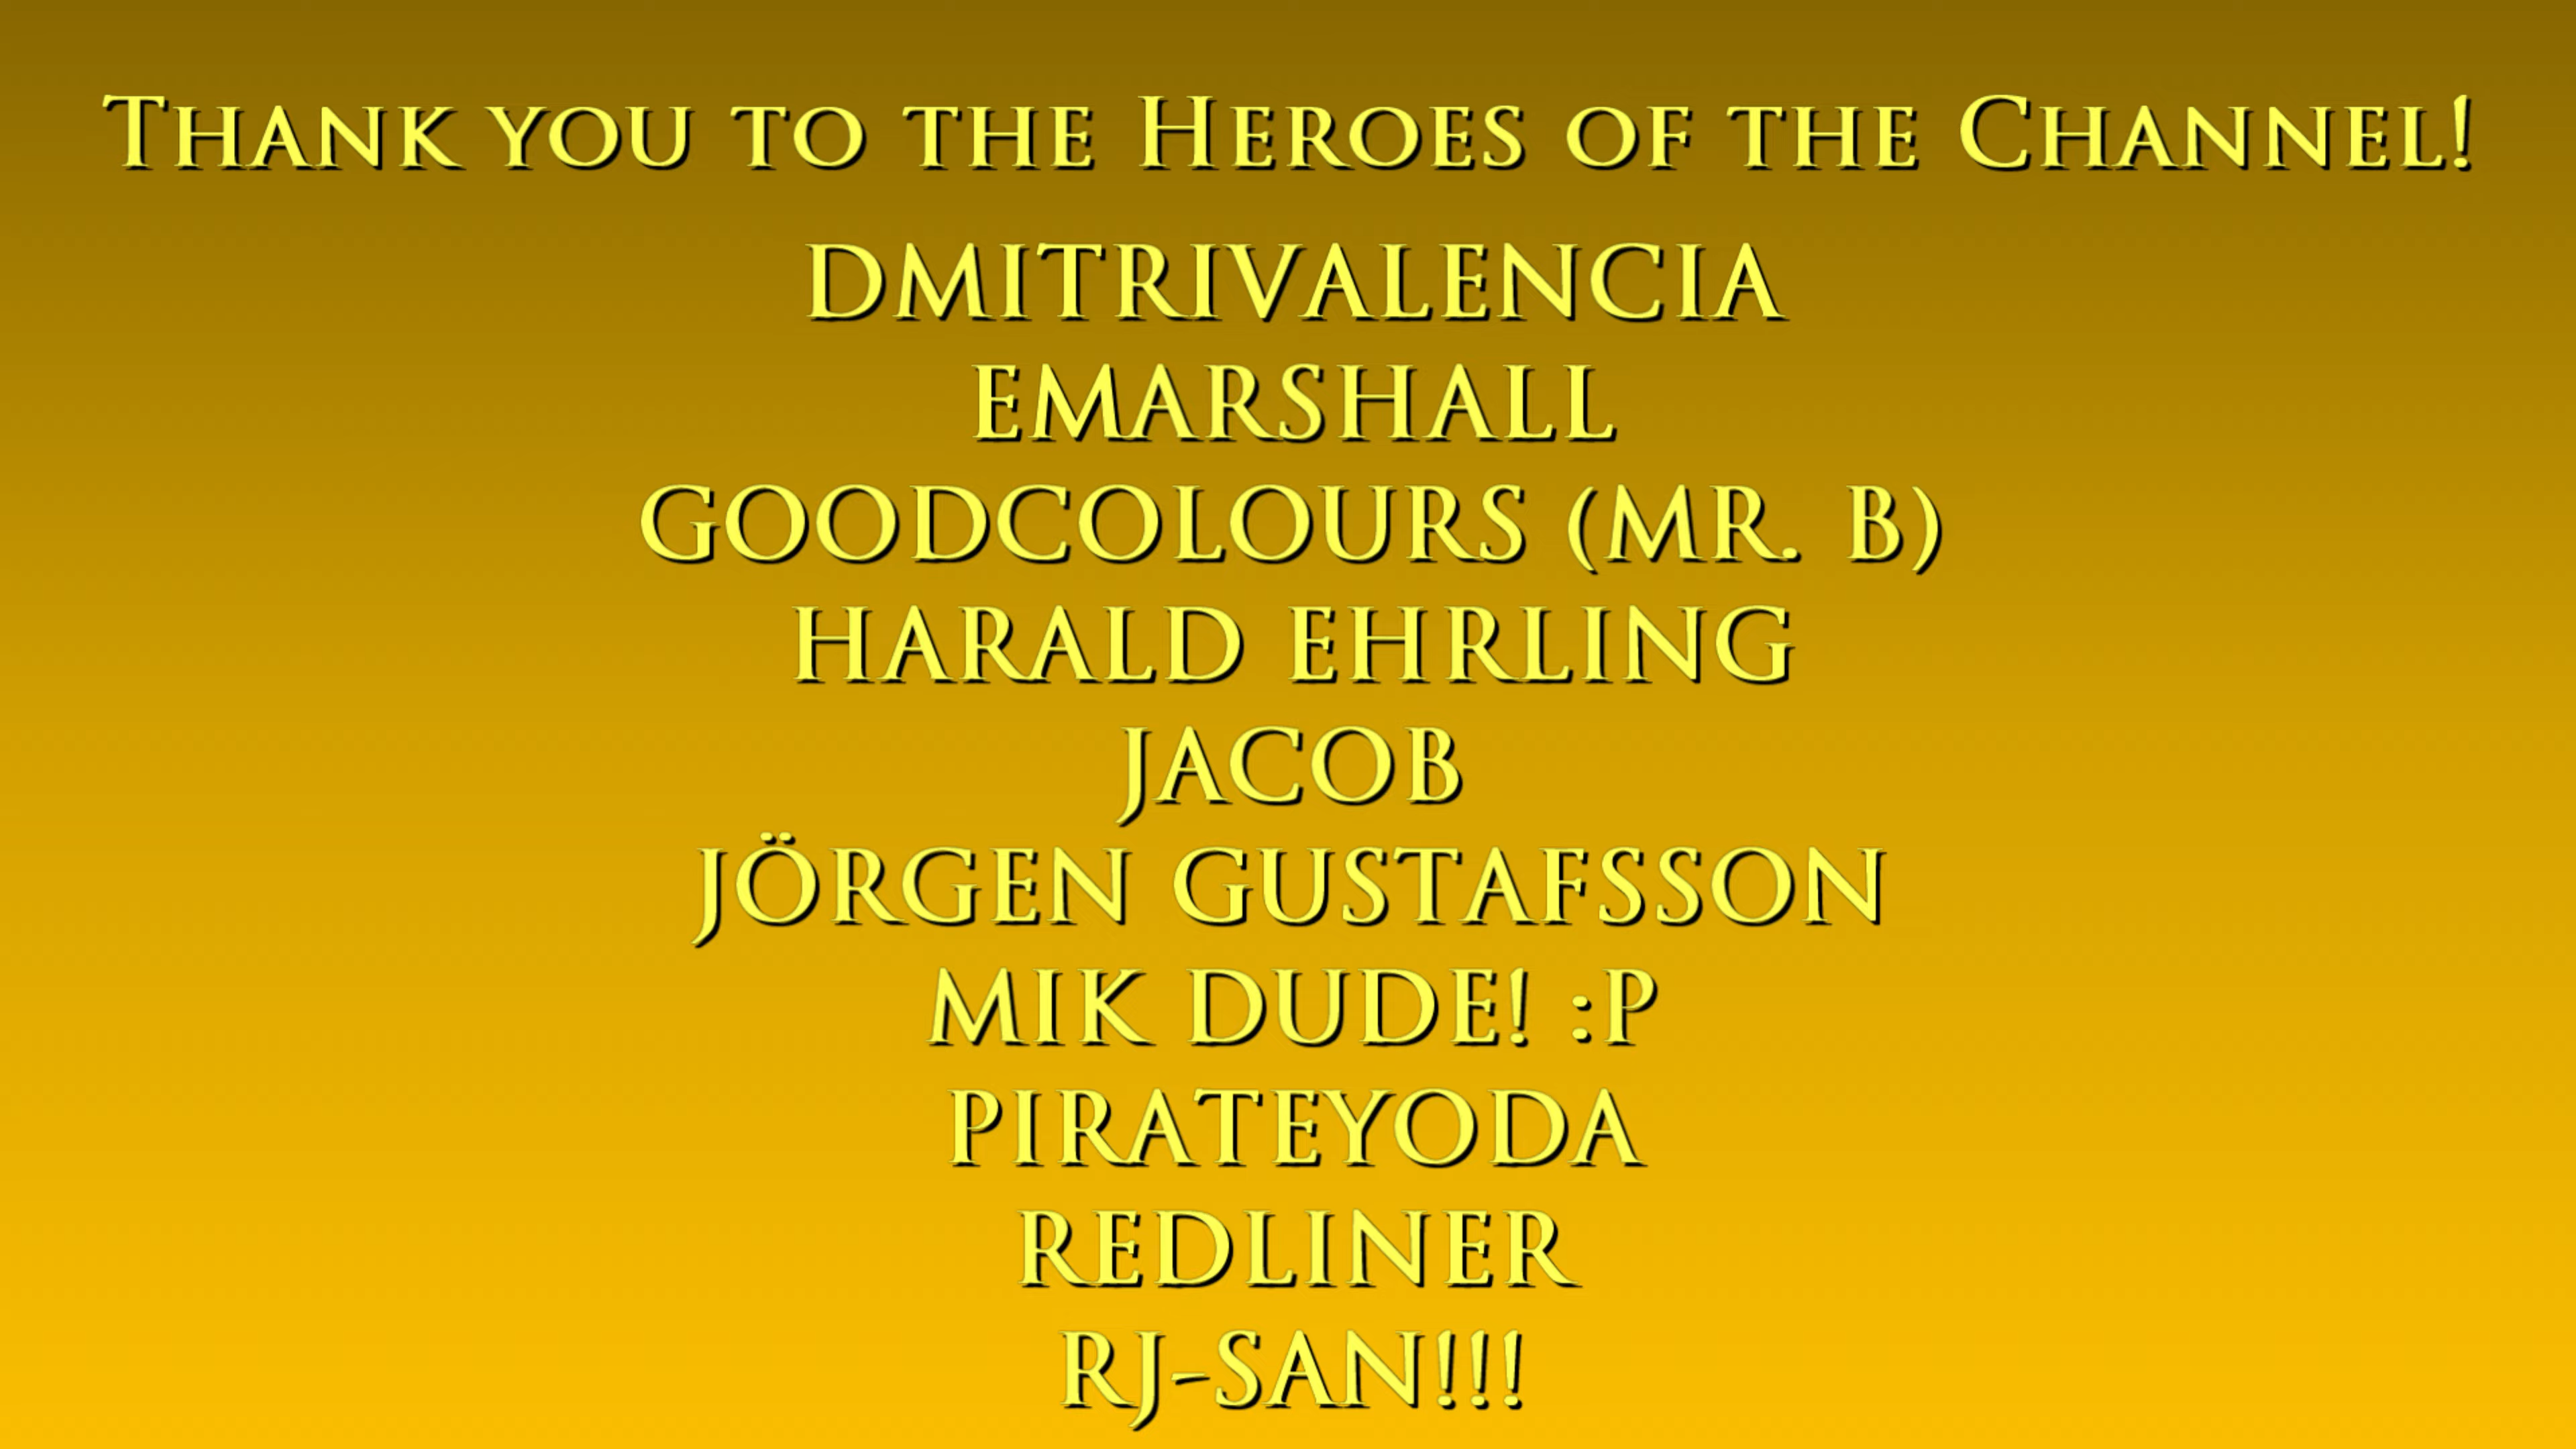 Thank you to the Heroes of the Channel!
DMITRIVALENCIA
EMARSHALL
GOODCOLOURS (MR. B)
HARALD EHRLING
JACOB
JÖRGEN GUSTAFSSON
MIK DUDE! :P
PIRATEYODA
REDLINER
RJ-SAN!!!